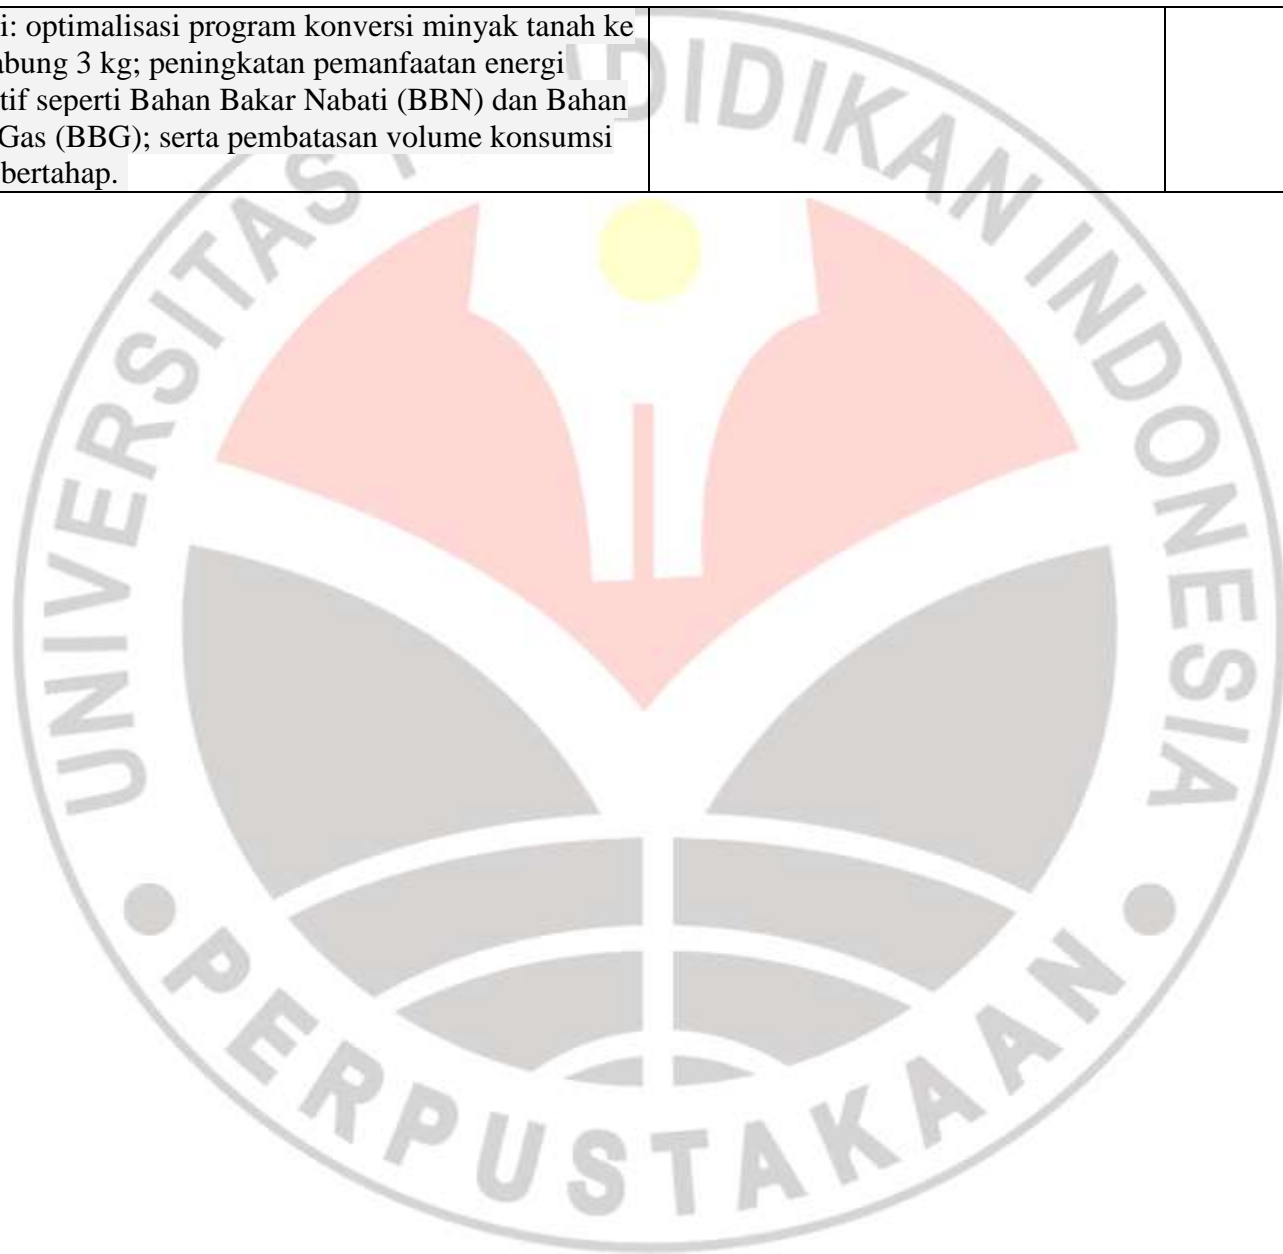 i: optimalisasi program konversi minyak tanah ke
abung 3 kg; peningkatan pemanfaatan energi
tif seperti Bahan Bakar Nabati (BBN) dan Bahan
Gas (BBG); serta pembatasan volume konsumsi
bertahap.
UNIVERSITAS DIDIKAN INDONESIA
PERPUSTAKAAN